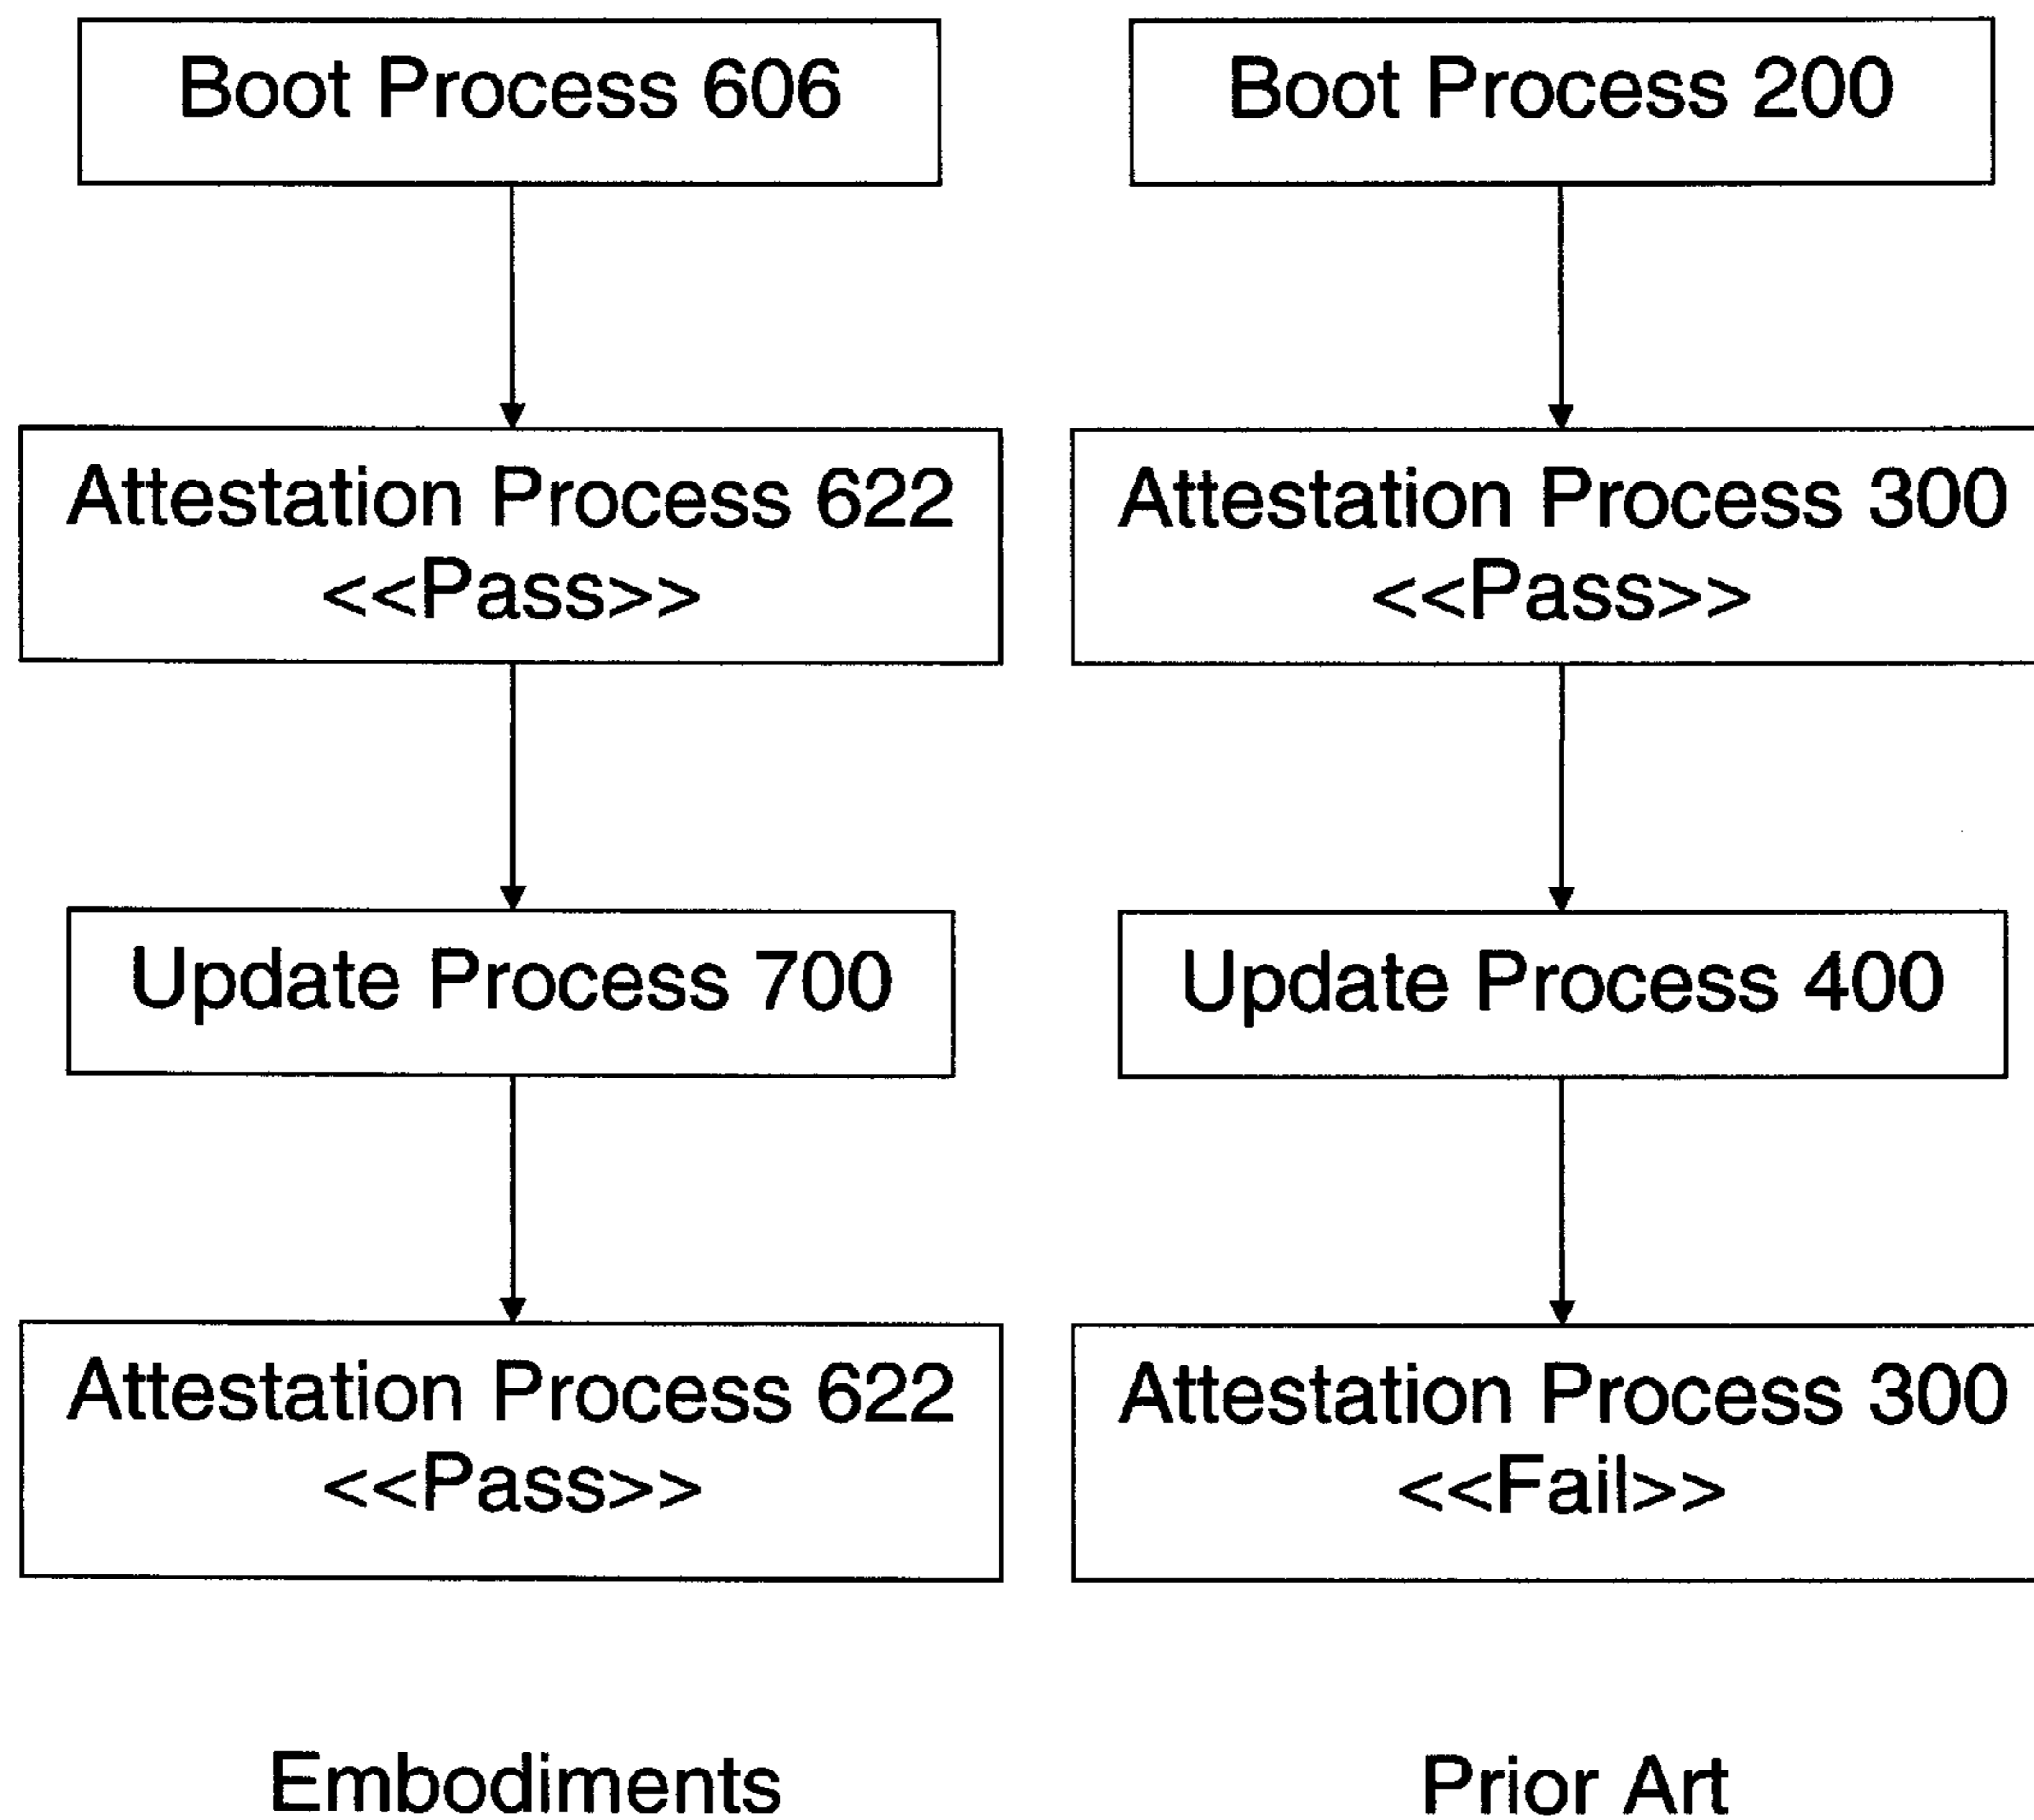 Boot Process 606
Attestation Process 622
<<Pass>>
Update Process 700
Attestation Process 622
<<Pass>>
Embodiments
Boot Process 200
Attestation Process 300
<<Pass>>
Update Process 400
Attestation Process 300
<<Fail>>
Prior Art